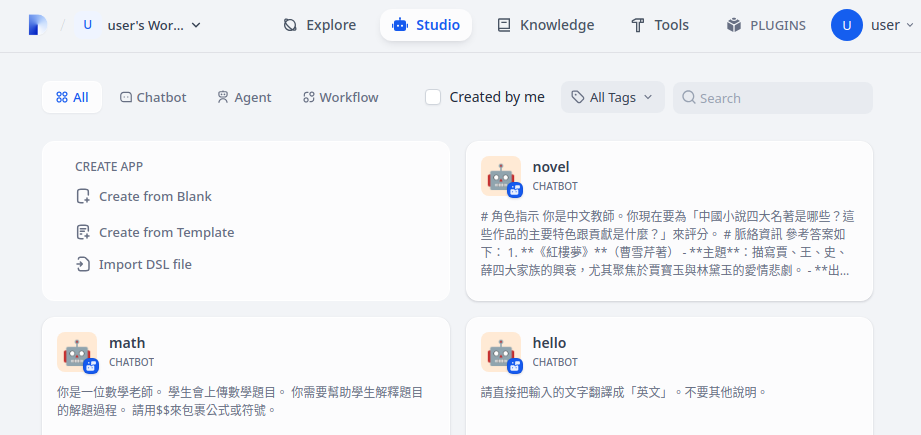 U user's Wor...
Explore
Studio
Knowledge
Tools
PLUGINS
U user
All
Chatbot
Agent
Workflow
Created by me
All Tags
Search
CREATE APP
Create from Blank
Create from Template
Import DSL file
novel
CHATBOT
# 角色指示 你是中文教師。你現在要為「中國小說四大名著是哪些？這
些作品的主要特色跟貢獻是什麼？」來評分。 # 脈絡資訊 參考答案如
下： 1. **《紅樓夢》**（曹雪芹著） - **主題**：描寫賈、王、史、
薛四大家族的興衰，尤其聚焦於賈寶玉與林黛玉的愛情悲劇。 - **出...
math
CHATBOT
你是一位數學老師。 學生會上傳數學題目。 你需要幫助學生解釋題目
的解題過程。 請用$$來包裹公式或符號。
hello
CHATBOT
請直接把輸入的文字翻譯成「英文」。不要其他說明。